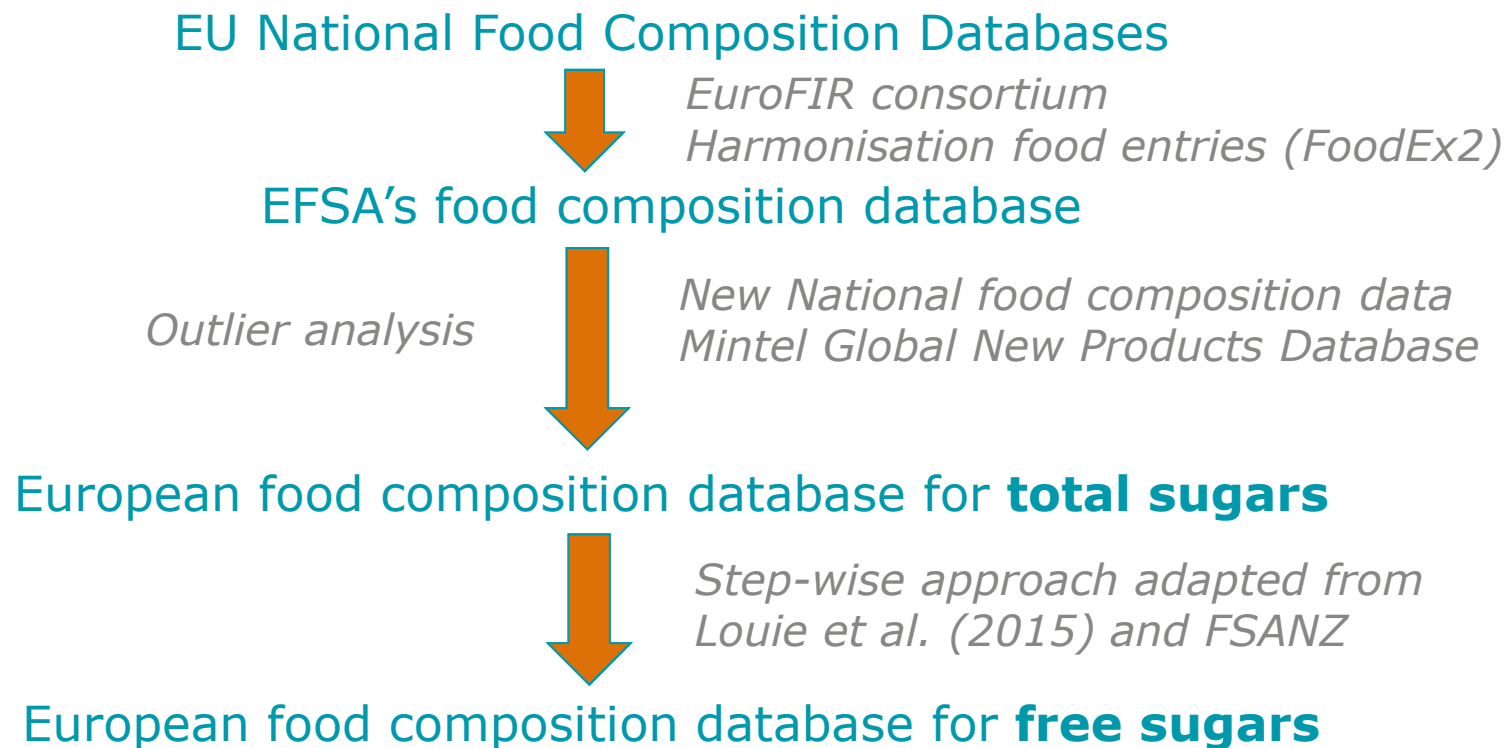 EU National Food Composition Databases
EuroFIR consortium
Harmonisation food entries (FoodEx2)
EFSA’s food composition database
Outlier analysis
New National food composition data
Mintel Global New Products Database
European food composition database for total sugars
Step-wise approach adapted from
Louie et al. (2015) and FSANZ
European food composition database for free sugars